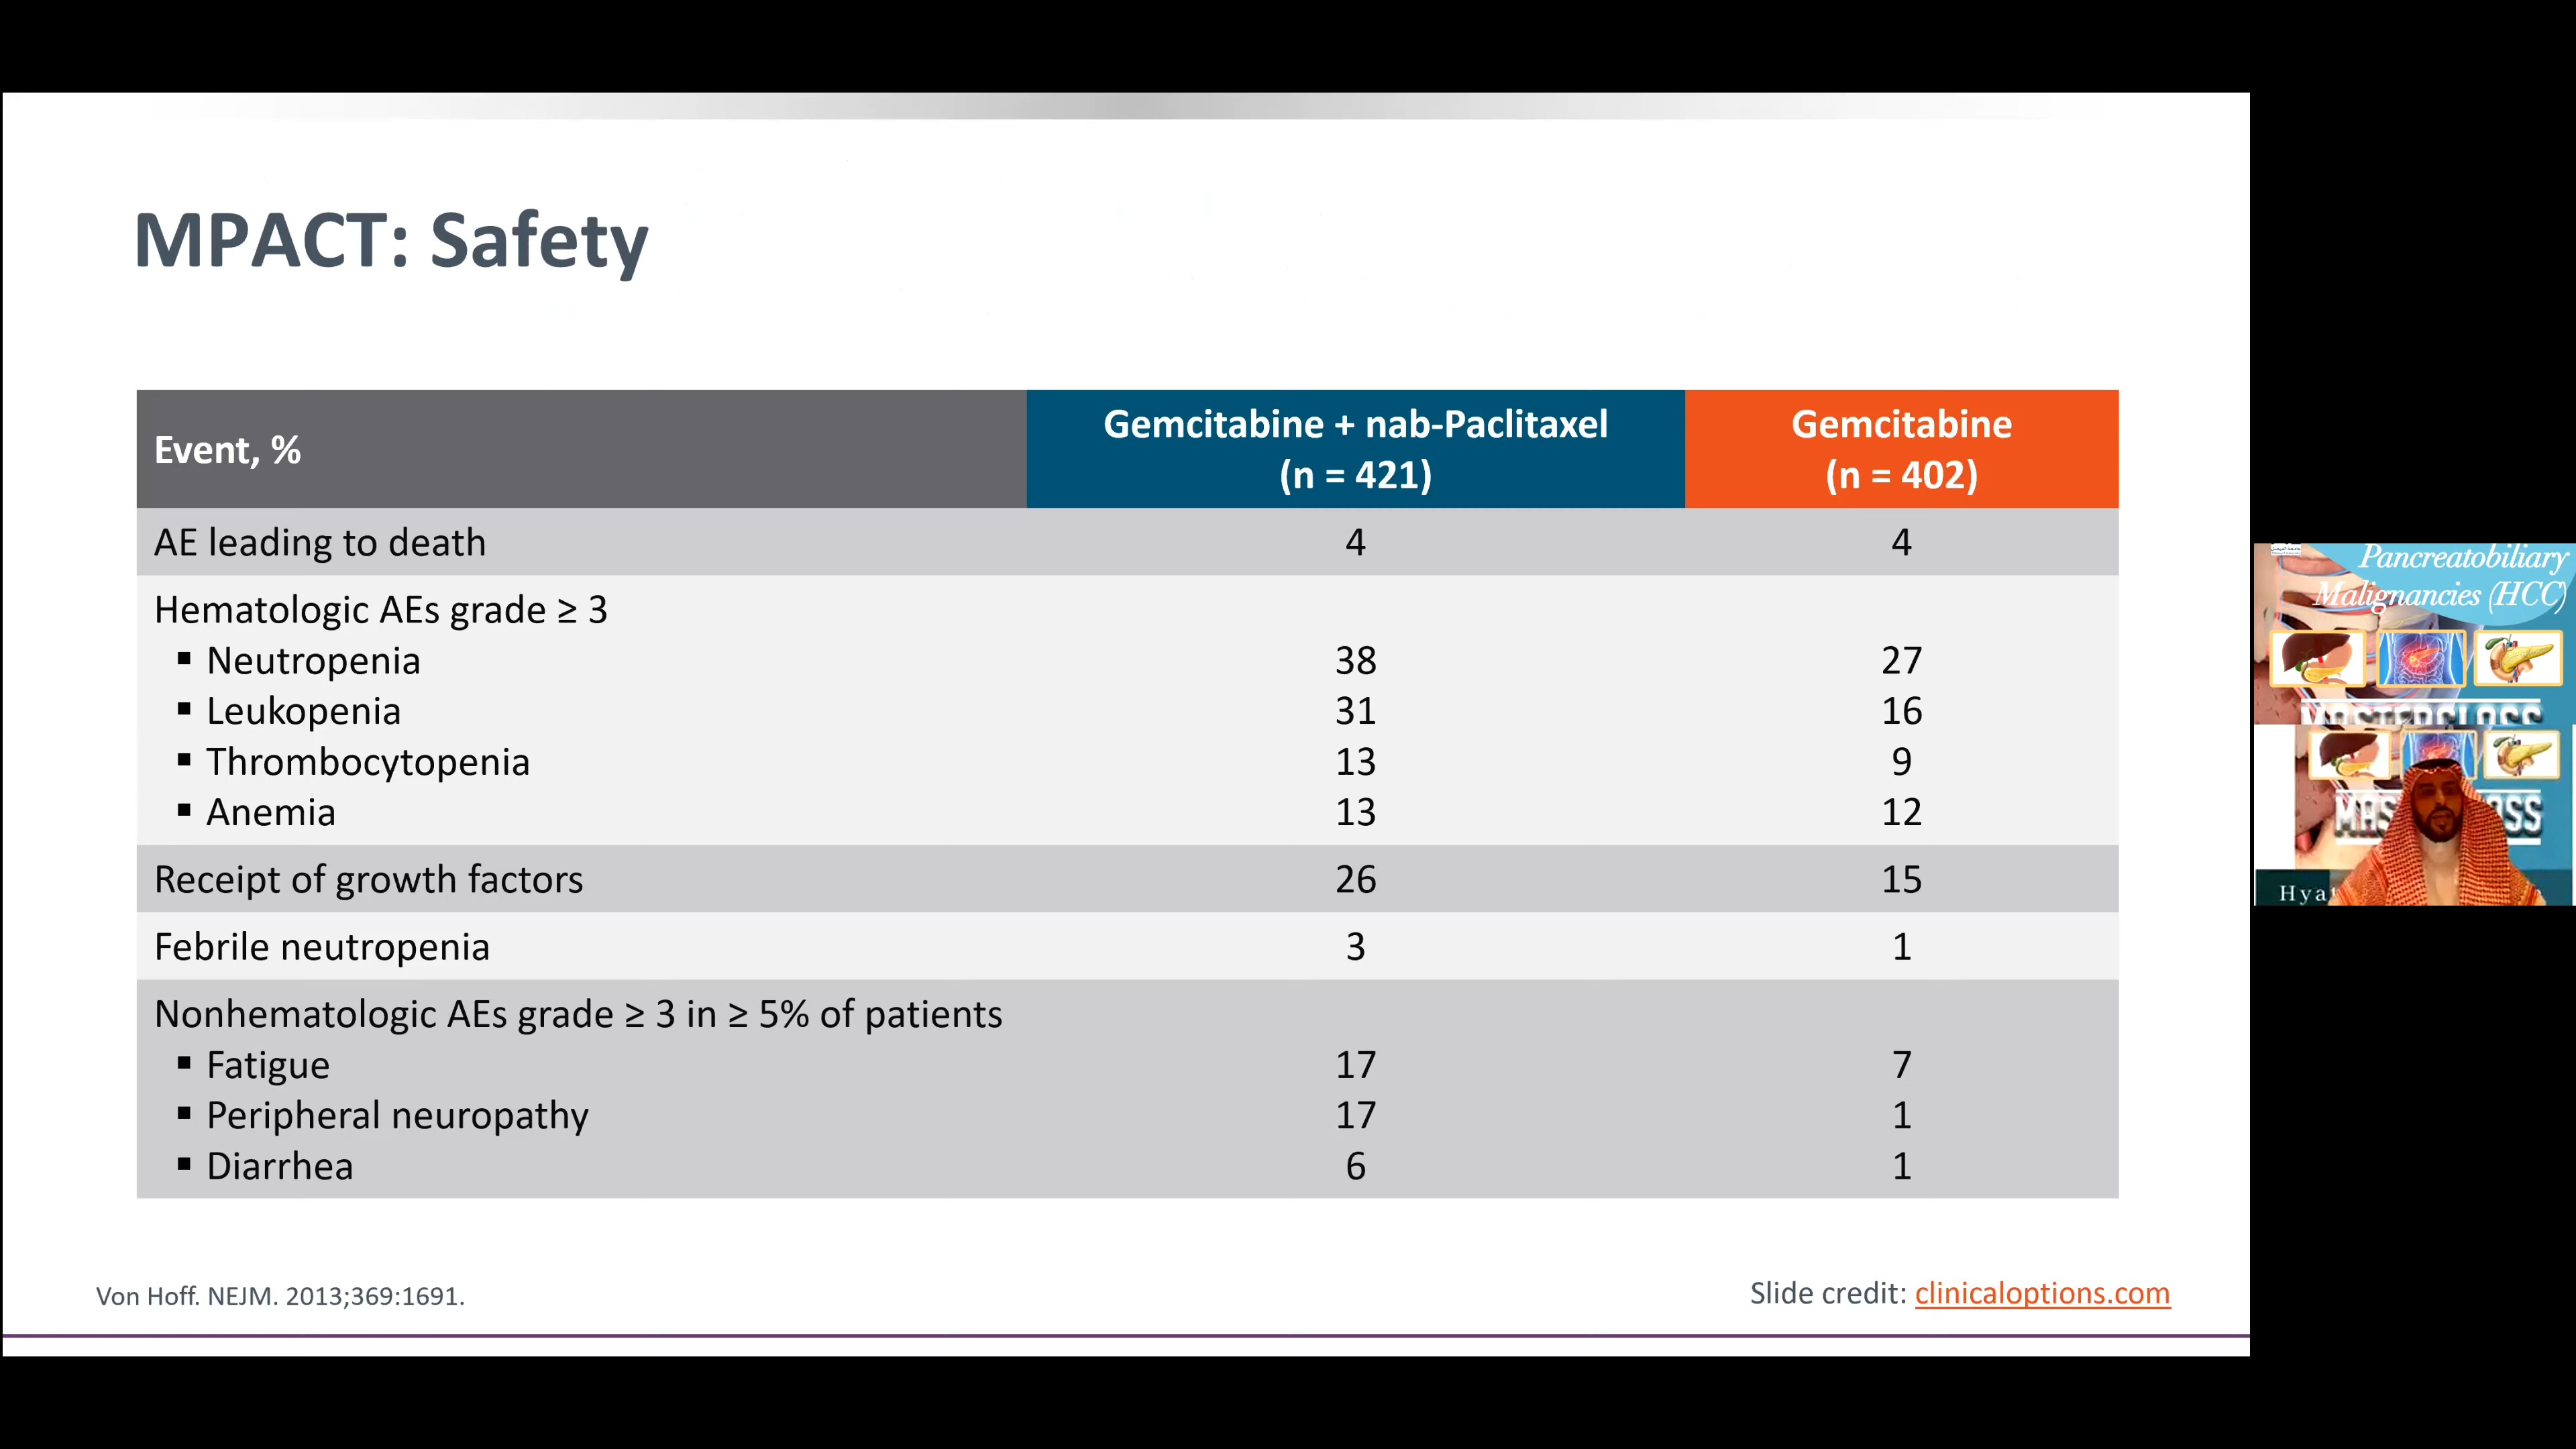 MPACT: Safety
Event, %
Gemcitabine + nab-Paclitaxel
(n = 421)
Gemcitabine
(n = 402)
AE leading to death 4 4
Hematologic AEs grade ≥ 3
▪ Neutropenia 38 27
▪ Leukopenia 31 16
▪ Thrombocytopenia 13 9
▪ Anemia 13 12
Receipt of growth factors 26 15
Febrile neutropenia 3 1
Nonhematologic AEs grade ≥ 3 in ≥ 5% of patients
▪ Fatigue 17 7
▪ Peripheral neuropathy 17 1
▪ Diarrhea 6 1
Von Hoff. NEJM. 2013;369:1691.
Slide credit: clinicaloptions.com
Pancreatobiliary
Malignancies (HCC)